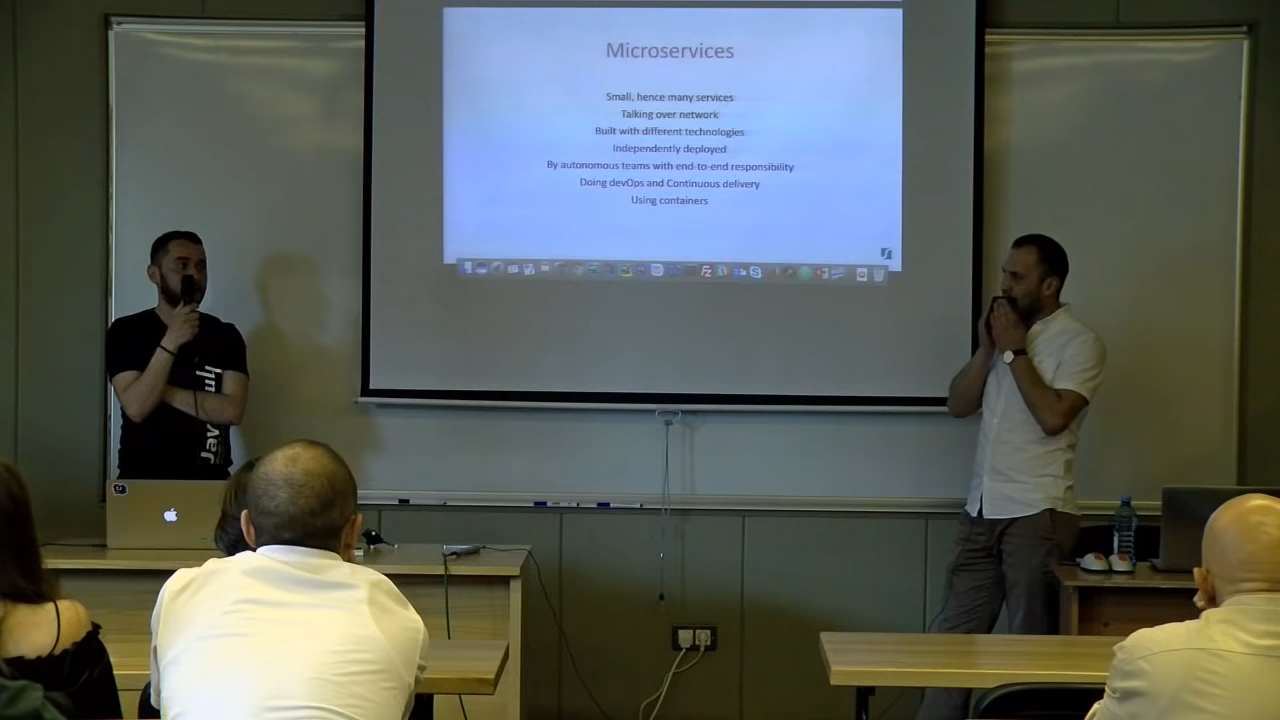 Microservices
Small, hence many services
Talking over network
Built with different technologies
Independently deployed
By autonomous teams with end-to-end responsibility
Doing devOps and Continuous delivery
Using containers